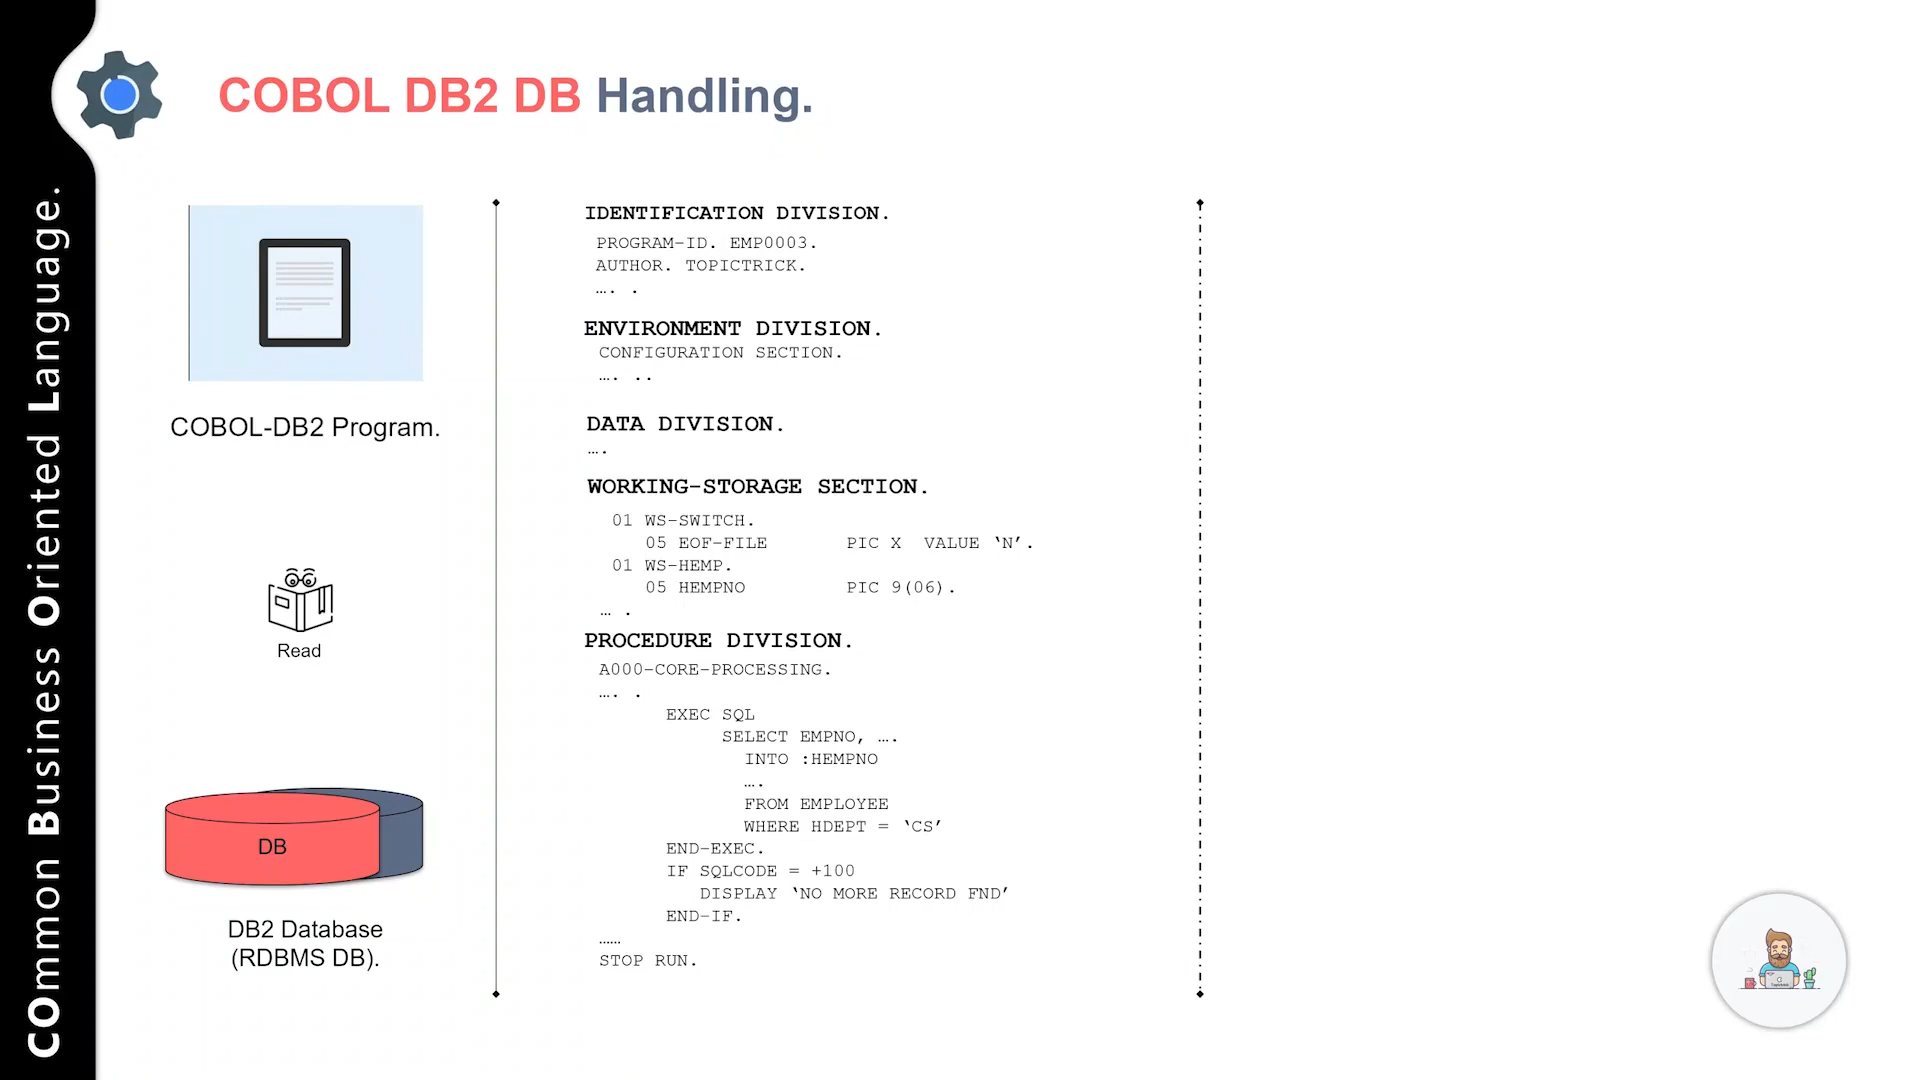 COBOL DB2 DB Handling.
COmmon Business Oriented Language.
COBOL-DB2 Program.
Read
DB
DB2 Database
(RDBMS DB).
IDENTIFICATION DIVISION.
PROGRAM-ID. EMP0003.
AUTHOR. TOPICTRICK.
…. .
ENVIRONMENT DIVISION.
CONFIGURATION SECTION.
…. ..
DATA DIVISION.
….
WORKING-STORAGE SECTION.
01 WS-SWITCH.
05 EOF-FILE PIC X VALUE ‘N’.
01 WS-HEMP.
05 HEMPNO PIC 9(06).
… .
PROCEDURE DIVISION.
A000-CORE-PROCESSING.
…. .
EXEC SQL
SELECT EMPNO, ….
INTO :HEMPNO
….
FROM EMPLOYEE
WHERE HDEPT = ‘CS’
END-EXEC.
IF SQLCODE = +100
DISPLAY ‘NO MORE RECORD FND’
END-IF.
……
STOP RUN.